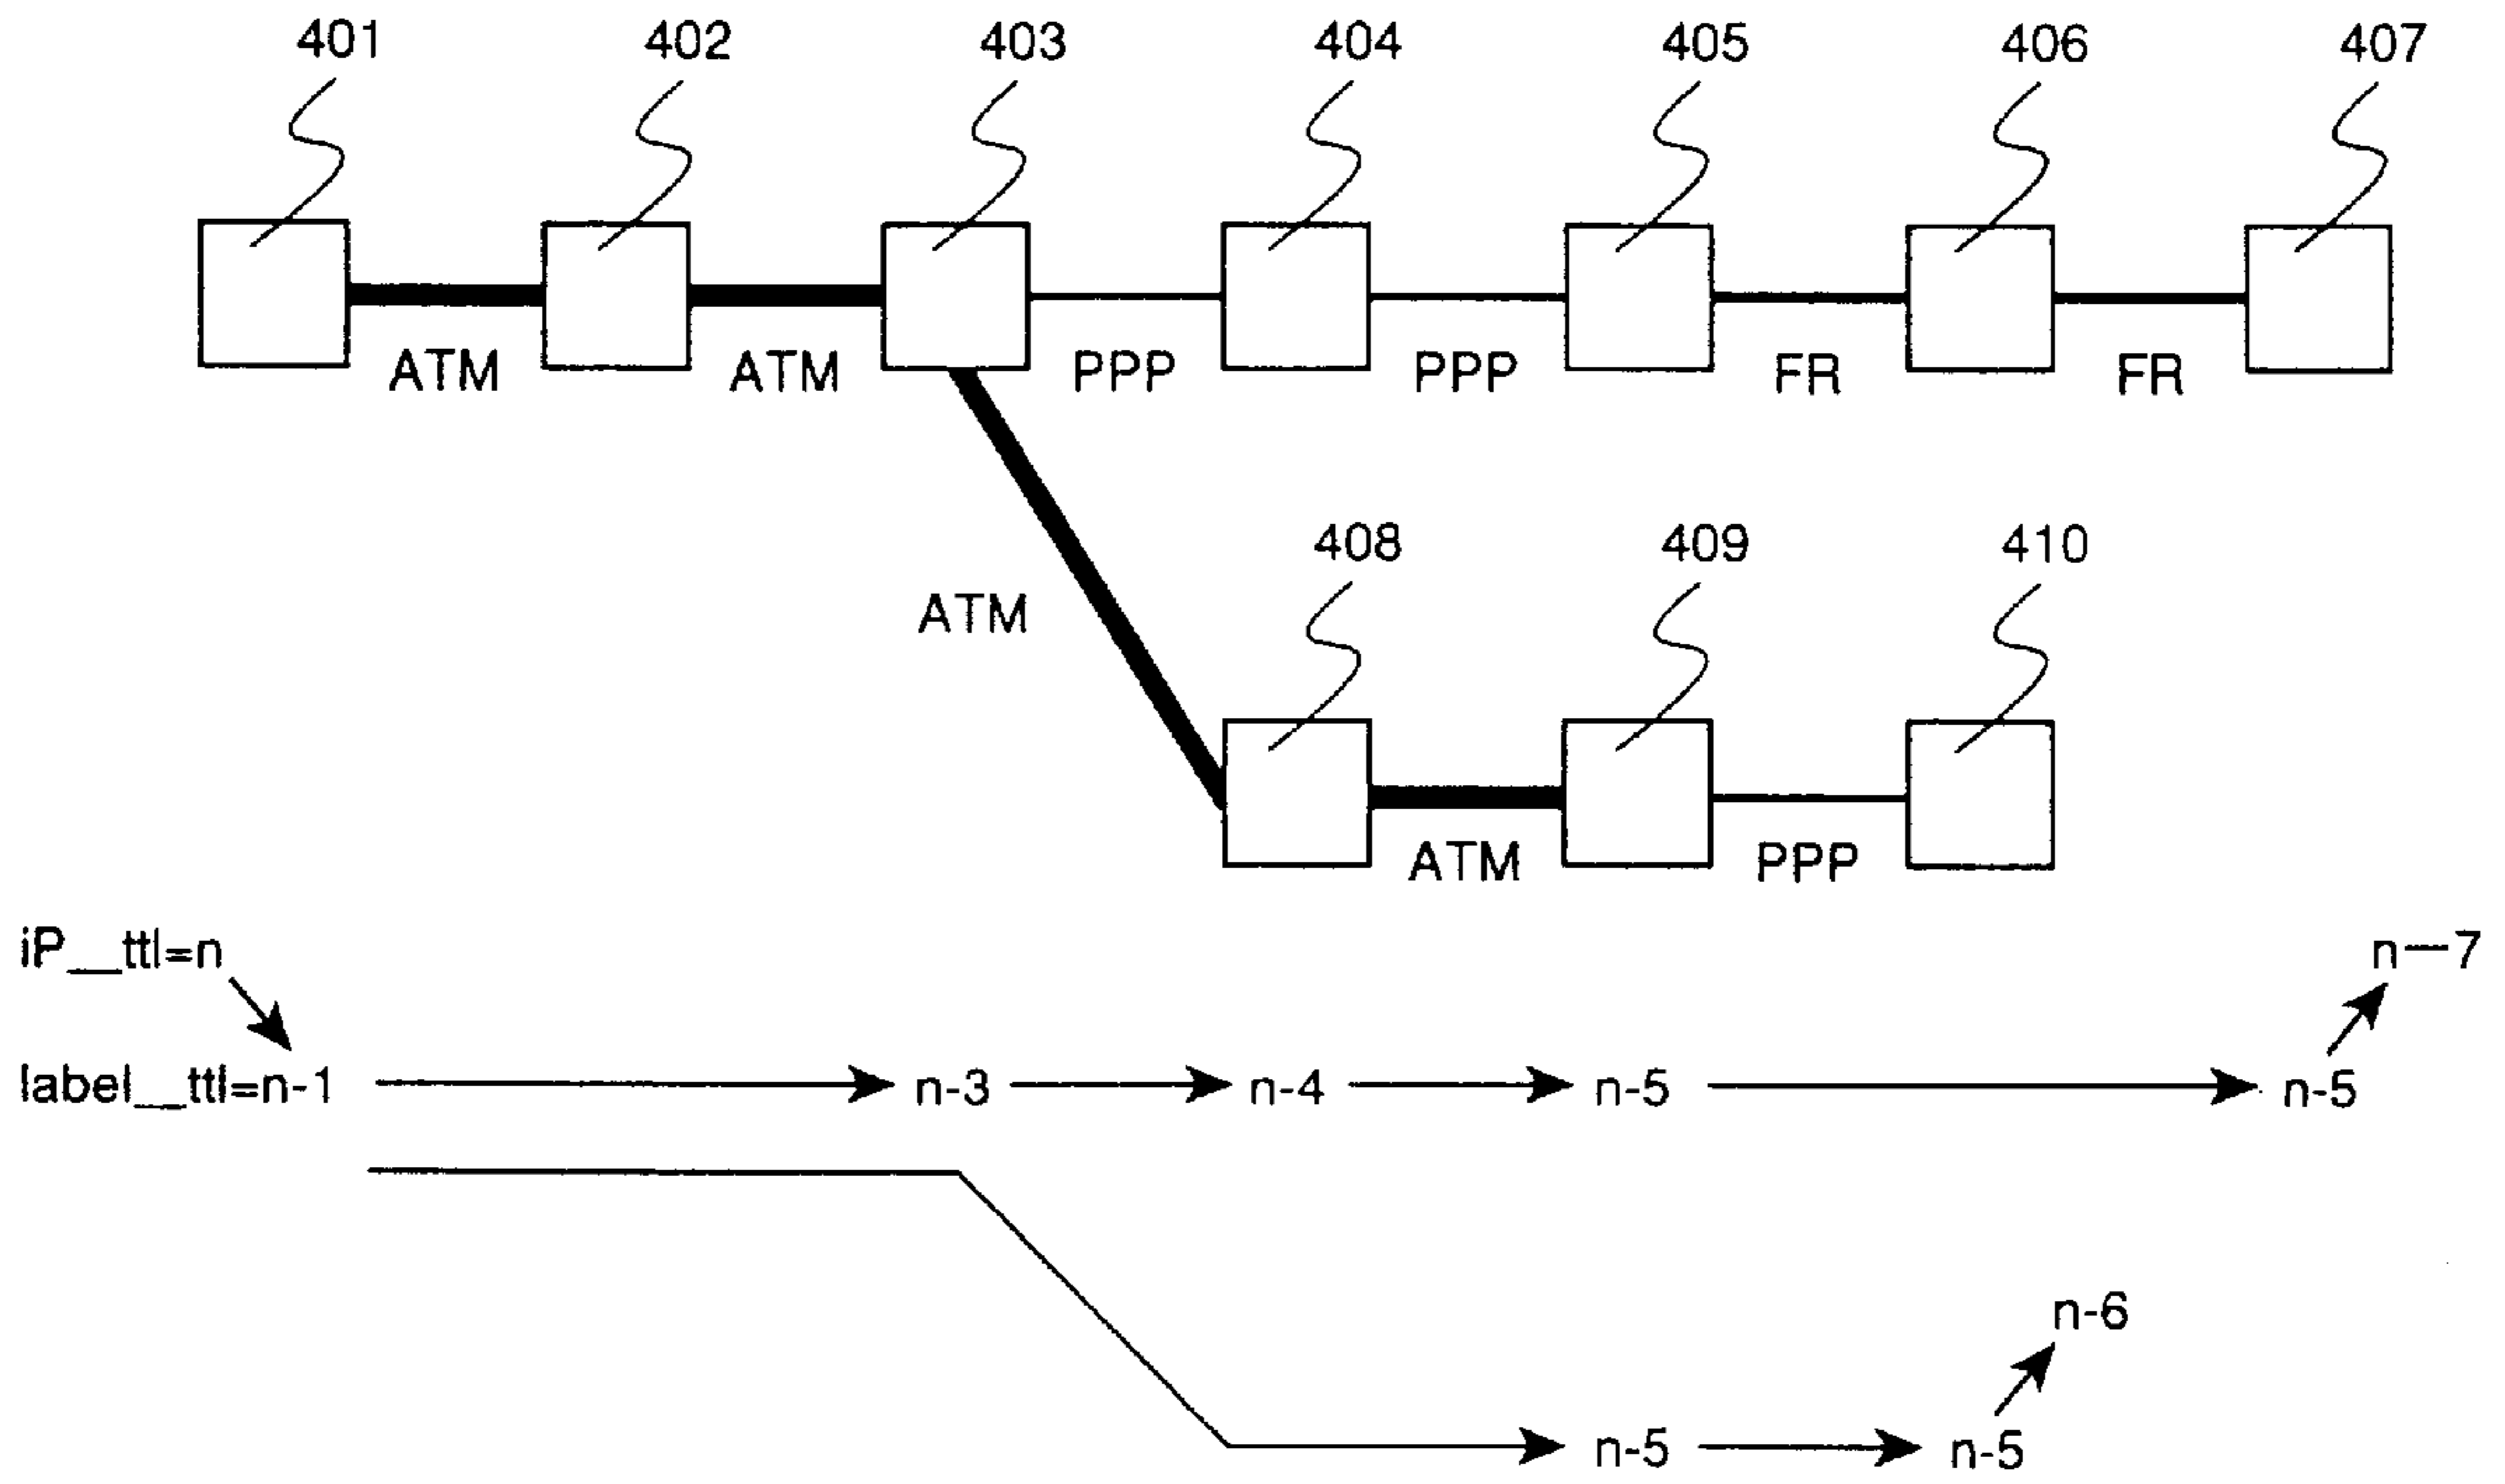 401 402 403 404 405 406 407
ATM ATM PPP PPP FR FR
408 409 410
ATM
ATM PPP
iP__ttl=n n—7
label__ttl=n-1 n-3 n-4 n-5 n-5
n-6
n-5 n-5